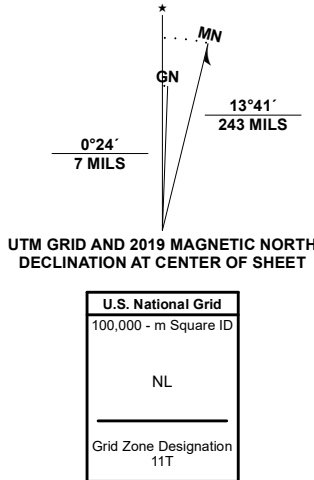 ★
MN
GN
13°41´
243 MILS
0°24´
7 MILS
UTM GRID AND 2019 MAGNETIC NORTH
DECLINATION AT CENTER OF SHEET
U.S. National Grid
100,000 - m Square ID
NL
Grid Zone Designation
11T